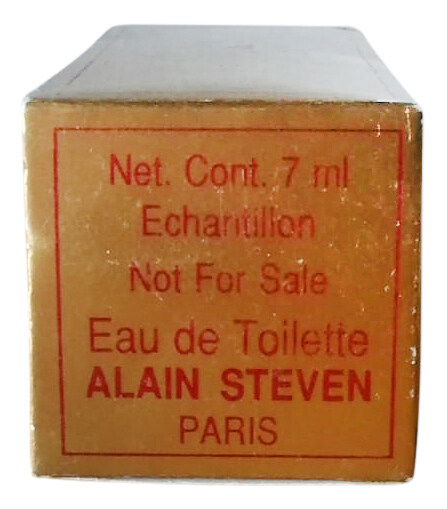 Net. Cont. 7 ml
Echantillon
Not For Sale
Eau de Toilette
ALAIN STEVEN
PARIS